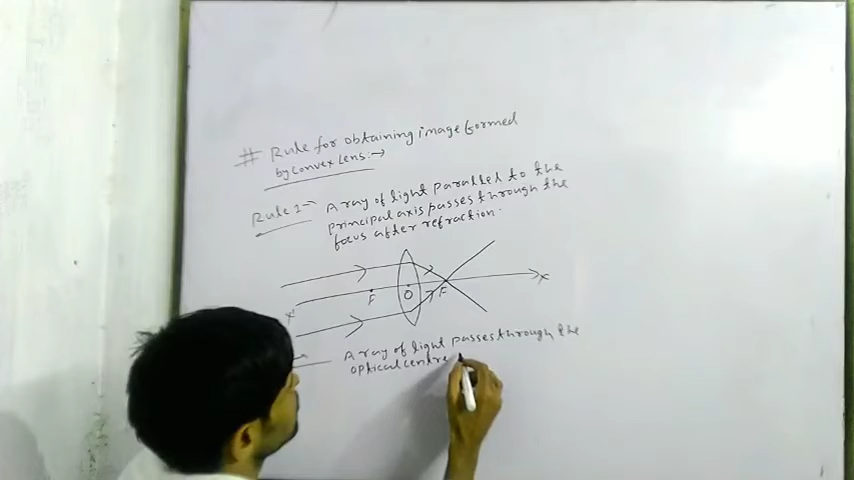 # Rule for obtaining image formed
by convex Lens:→
Rule 1→ A ray of light parallel to the
principal axis passes through the
focus after refraction.
F O F X
X'
A ray of light passes through the
optical centre